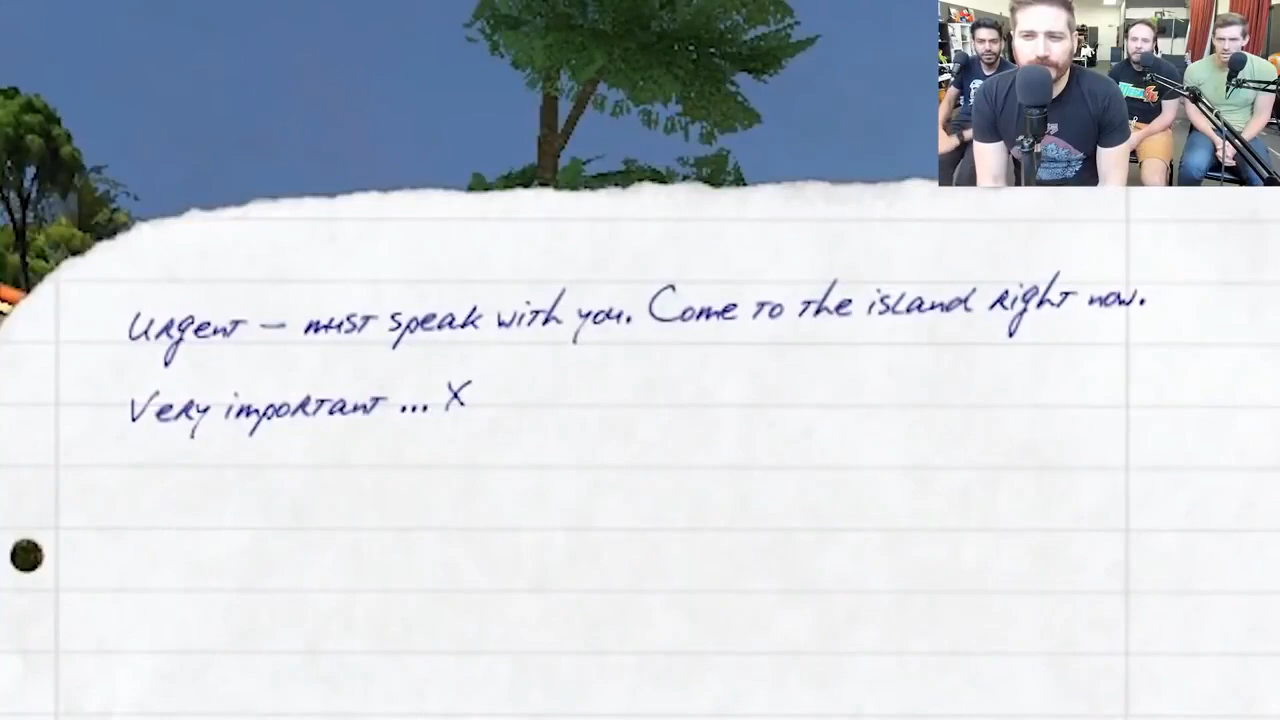 Urgent – must speak with you. Come to the island right now.
Very important ... X